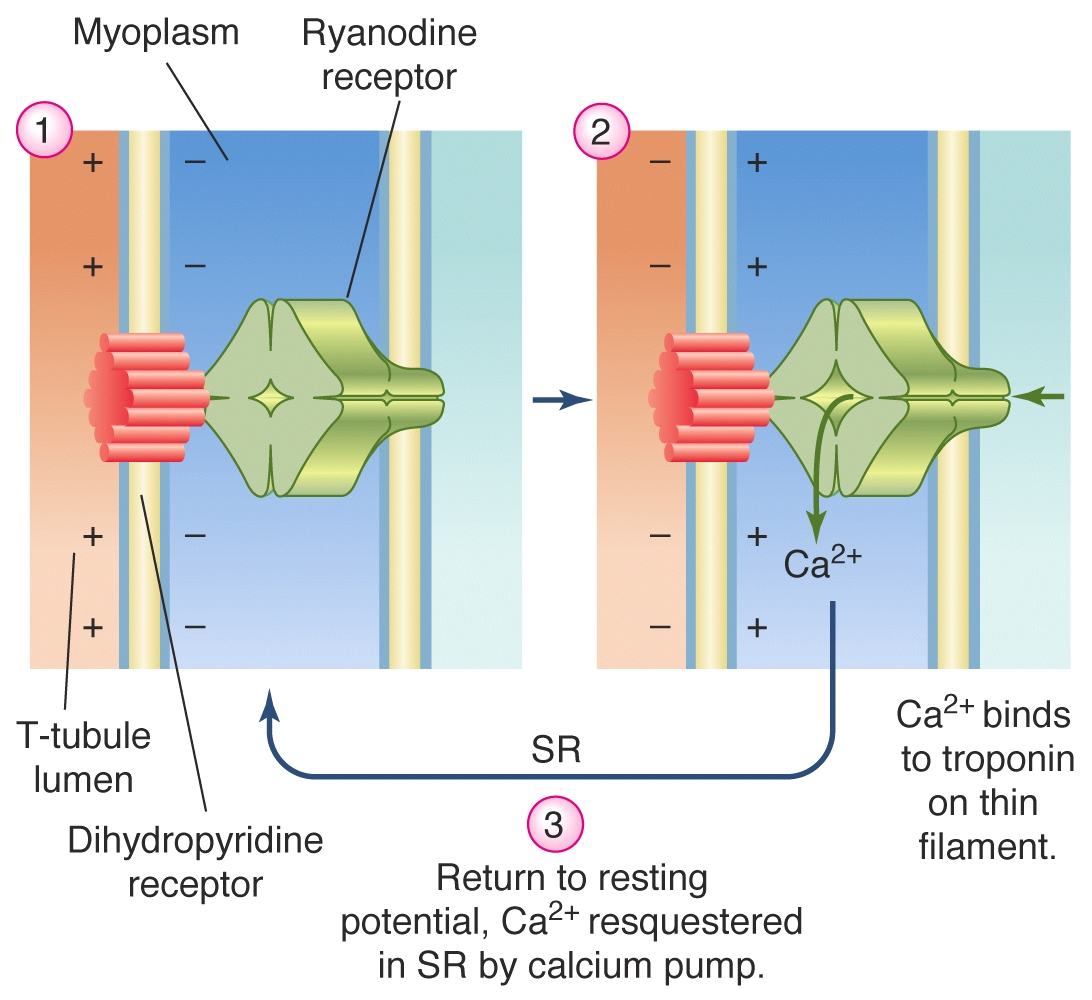 Myoplasm
Ryanodine
receptor
1
2
+ − − +
+ − − +
Ca²⁺
+ − − +
+ − − +
T-tubule
lumen
Dihydropyridine
receptor
SR
Ca²⁺ binds
to troponin
on thin
filament.
3
Return to resting
potential, Ca²⁺ resquestered
in SR by calcium pump.